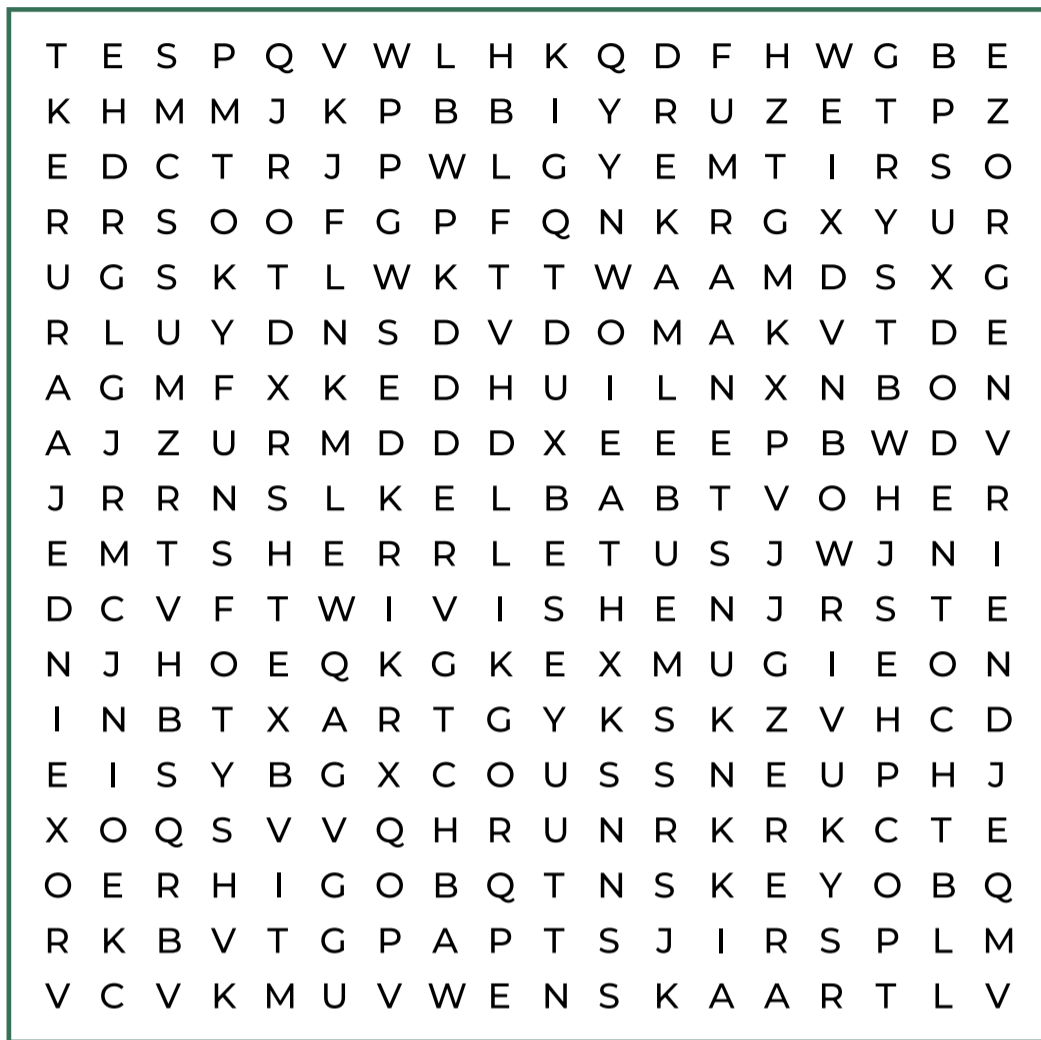 T E S P Q V W L H K Q D F H W G B E
K H M M J K P B B I Y R U Z E T P Z
E D C T R J P W L G Y E M T I R S O
R R S O O F G P F Q N K R G X Y U R
U G S K T L W K T T W A A M D S X G
R L U Y D N S D V D O M A K V T D E
A G M F X K E D H U I L N X N B O N
A J Z U R M D D D X E E E P B W D V
J R R N S L K E L B A B T V O H E R
E M T S H E R R L E T U S J W J N I
D C V F T W I V I S H E N J R S T E
N J H O E Q K G K E X M U G I E O N
I N B T X A R T G Y K S K Z V H C D
E I S Y B G X C O U S S N E U P H J
X O Q S V V Q H R U N R K R K C T E
O E R H I G O B Q T N S K E Y O B Q
R K B V T G P A P T S J I R S P L M
V C V K M U V W E N S K A A R T L V